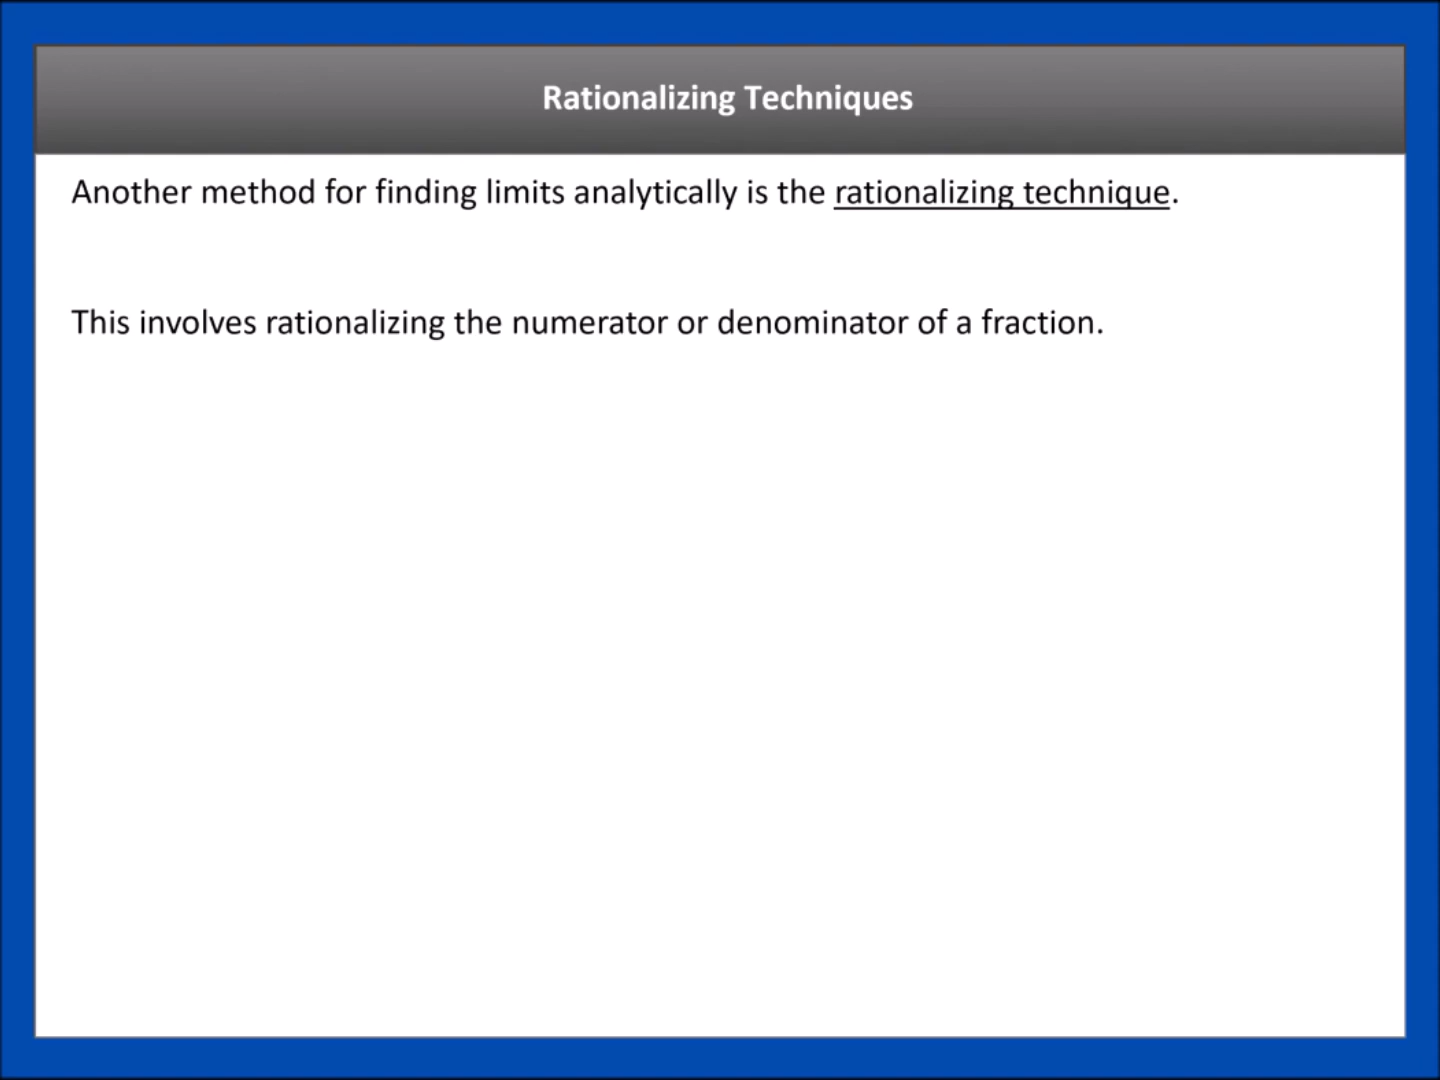 Rationalizing Techniques
Another method for finding limits analytically is the rationalizing technique.
This involves rationalizing the numerator or denominator of a fraction.